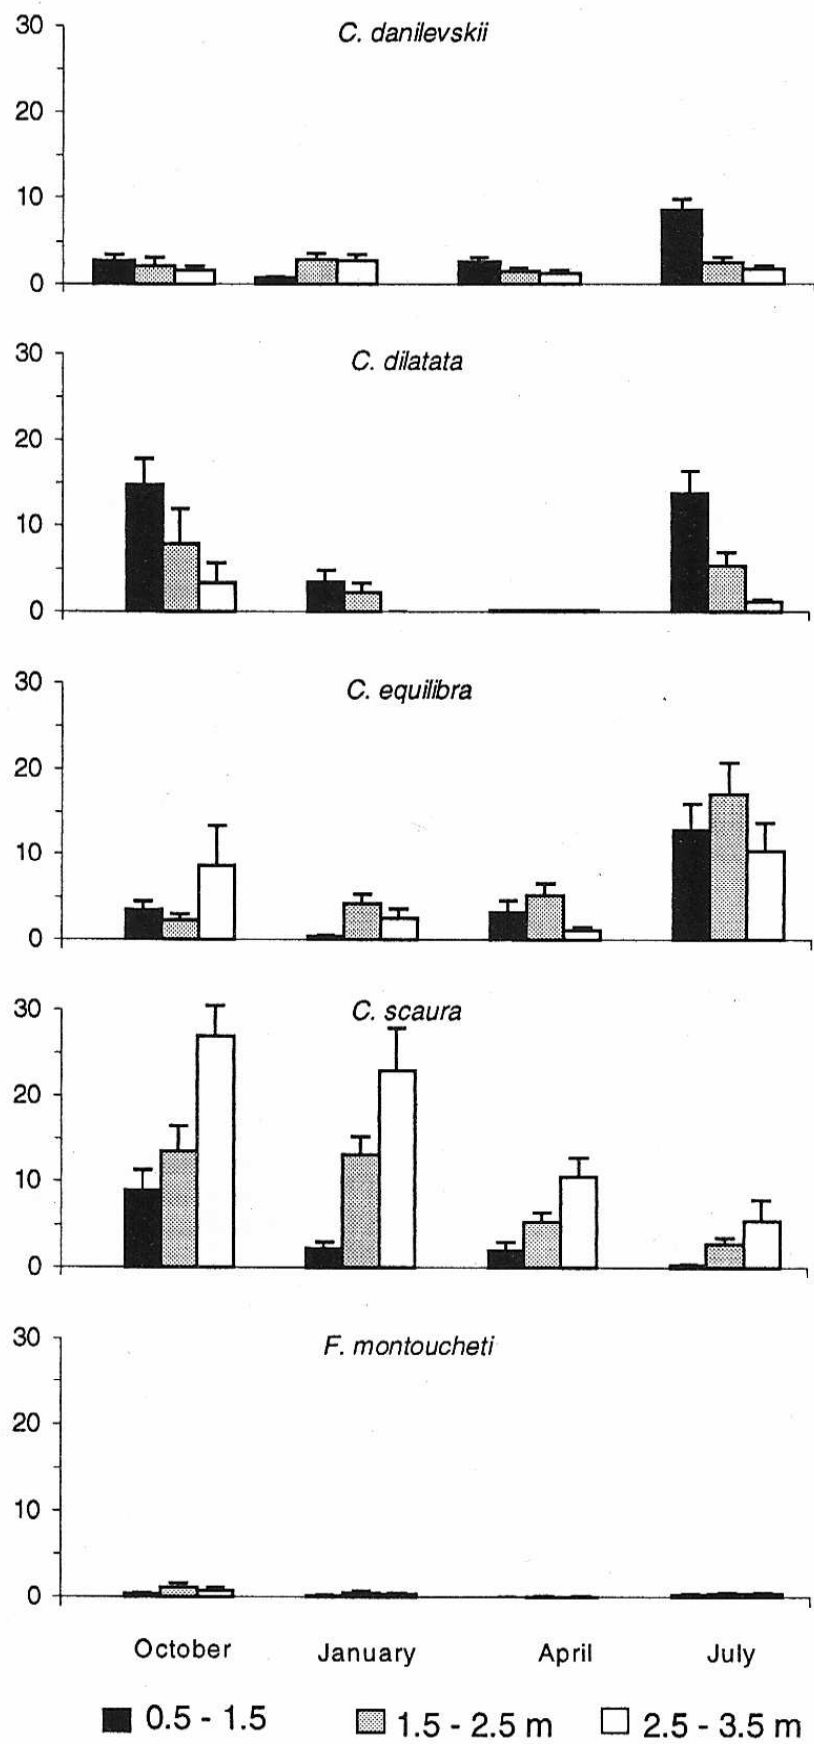 C. danilevskii
30
20
10
0
C. dilatata
30
20
10
0
C. equilibra
30
20
10
0
C. scaura
30
20
10
0
F. montoucheti
30
20
10
0
October January April July
0.5 - 1.5 1.5 - 2.5 m 2.5 - 3.5 m